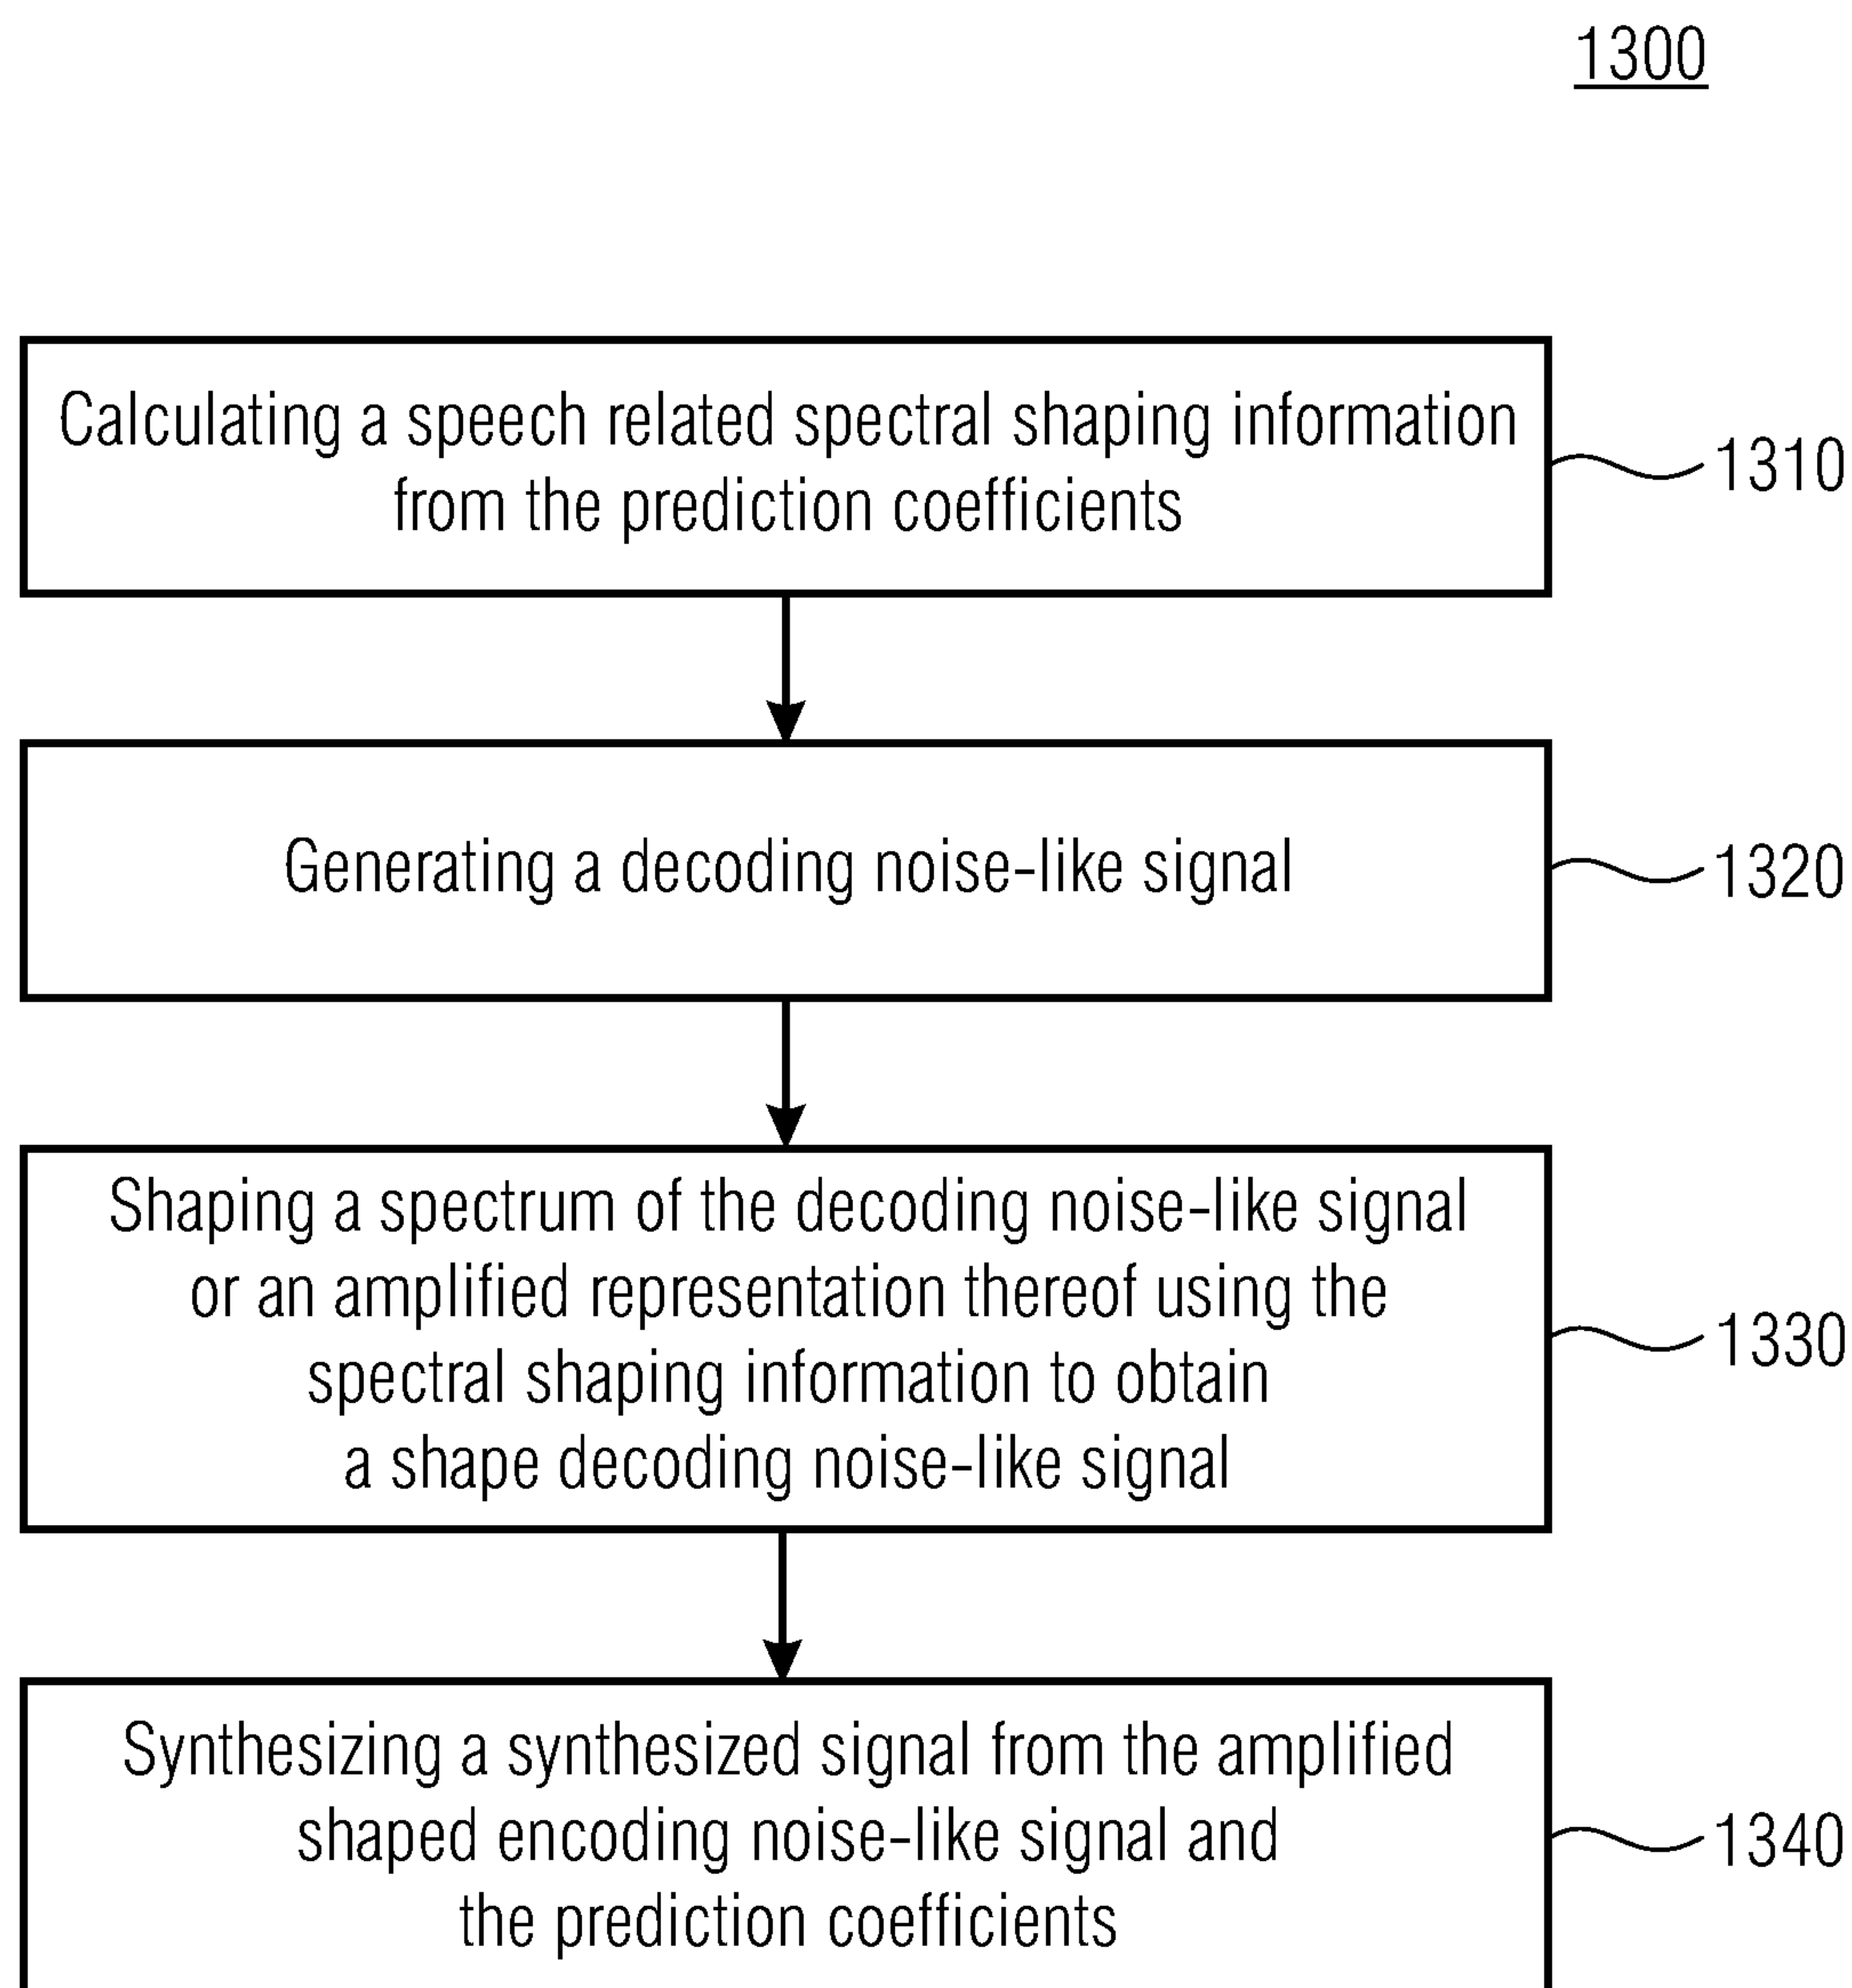 1300
Calculating a speech related spectral shaping information
from the prediction coefficients
1310
Generating a decoding noise-like signal
1320
Shaping a spectrum of the decoding noise-like signal
or an amplified representation thereof using the
spectral shaping information to obtain
a shape decoding noise-like signal
1330
Synthesizing a synthesized signal from the amplified
shaped encoding noise-like signal and
the prediction coefficients
1340